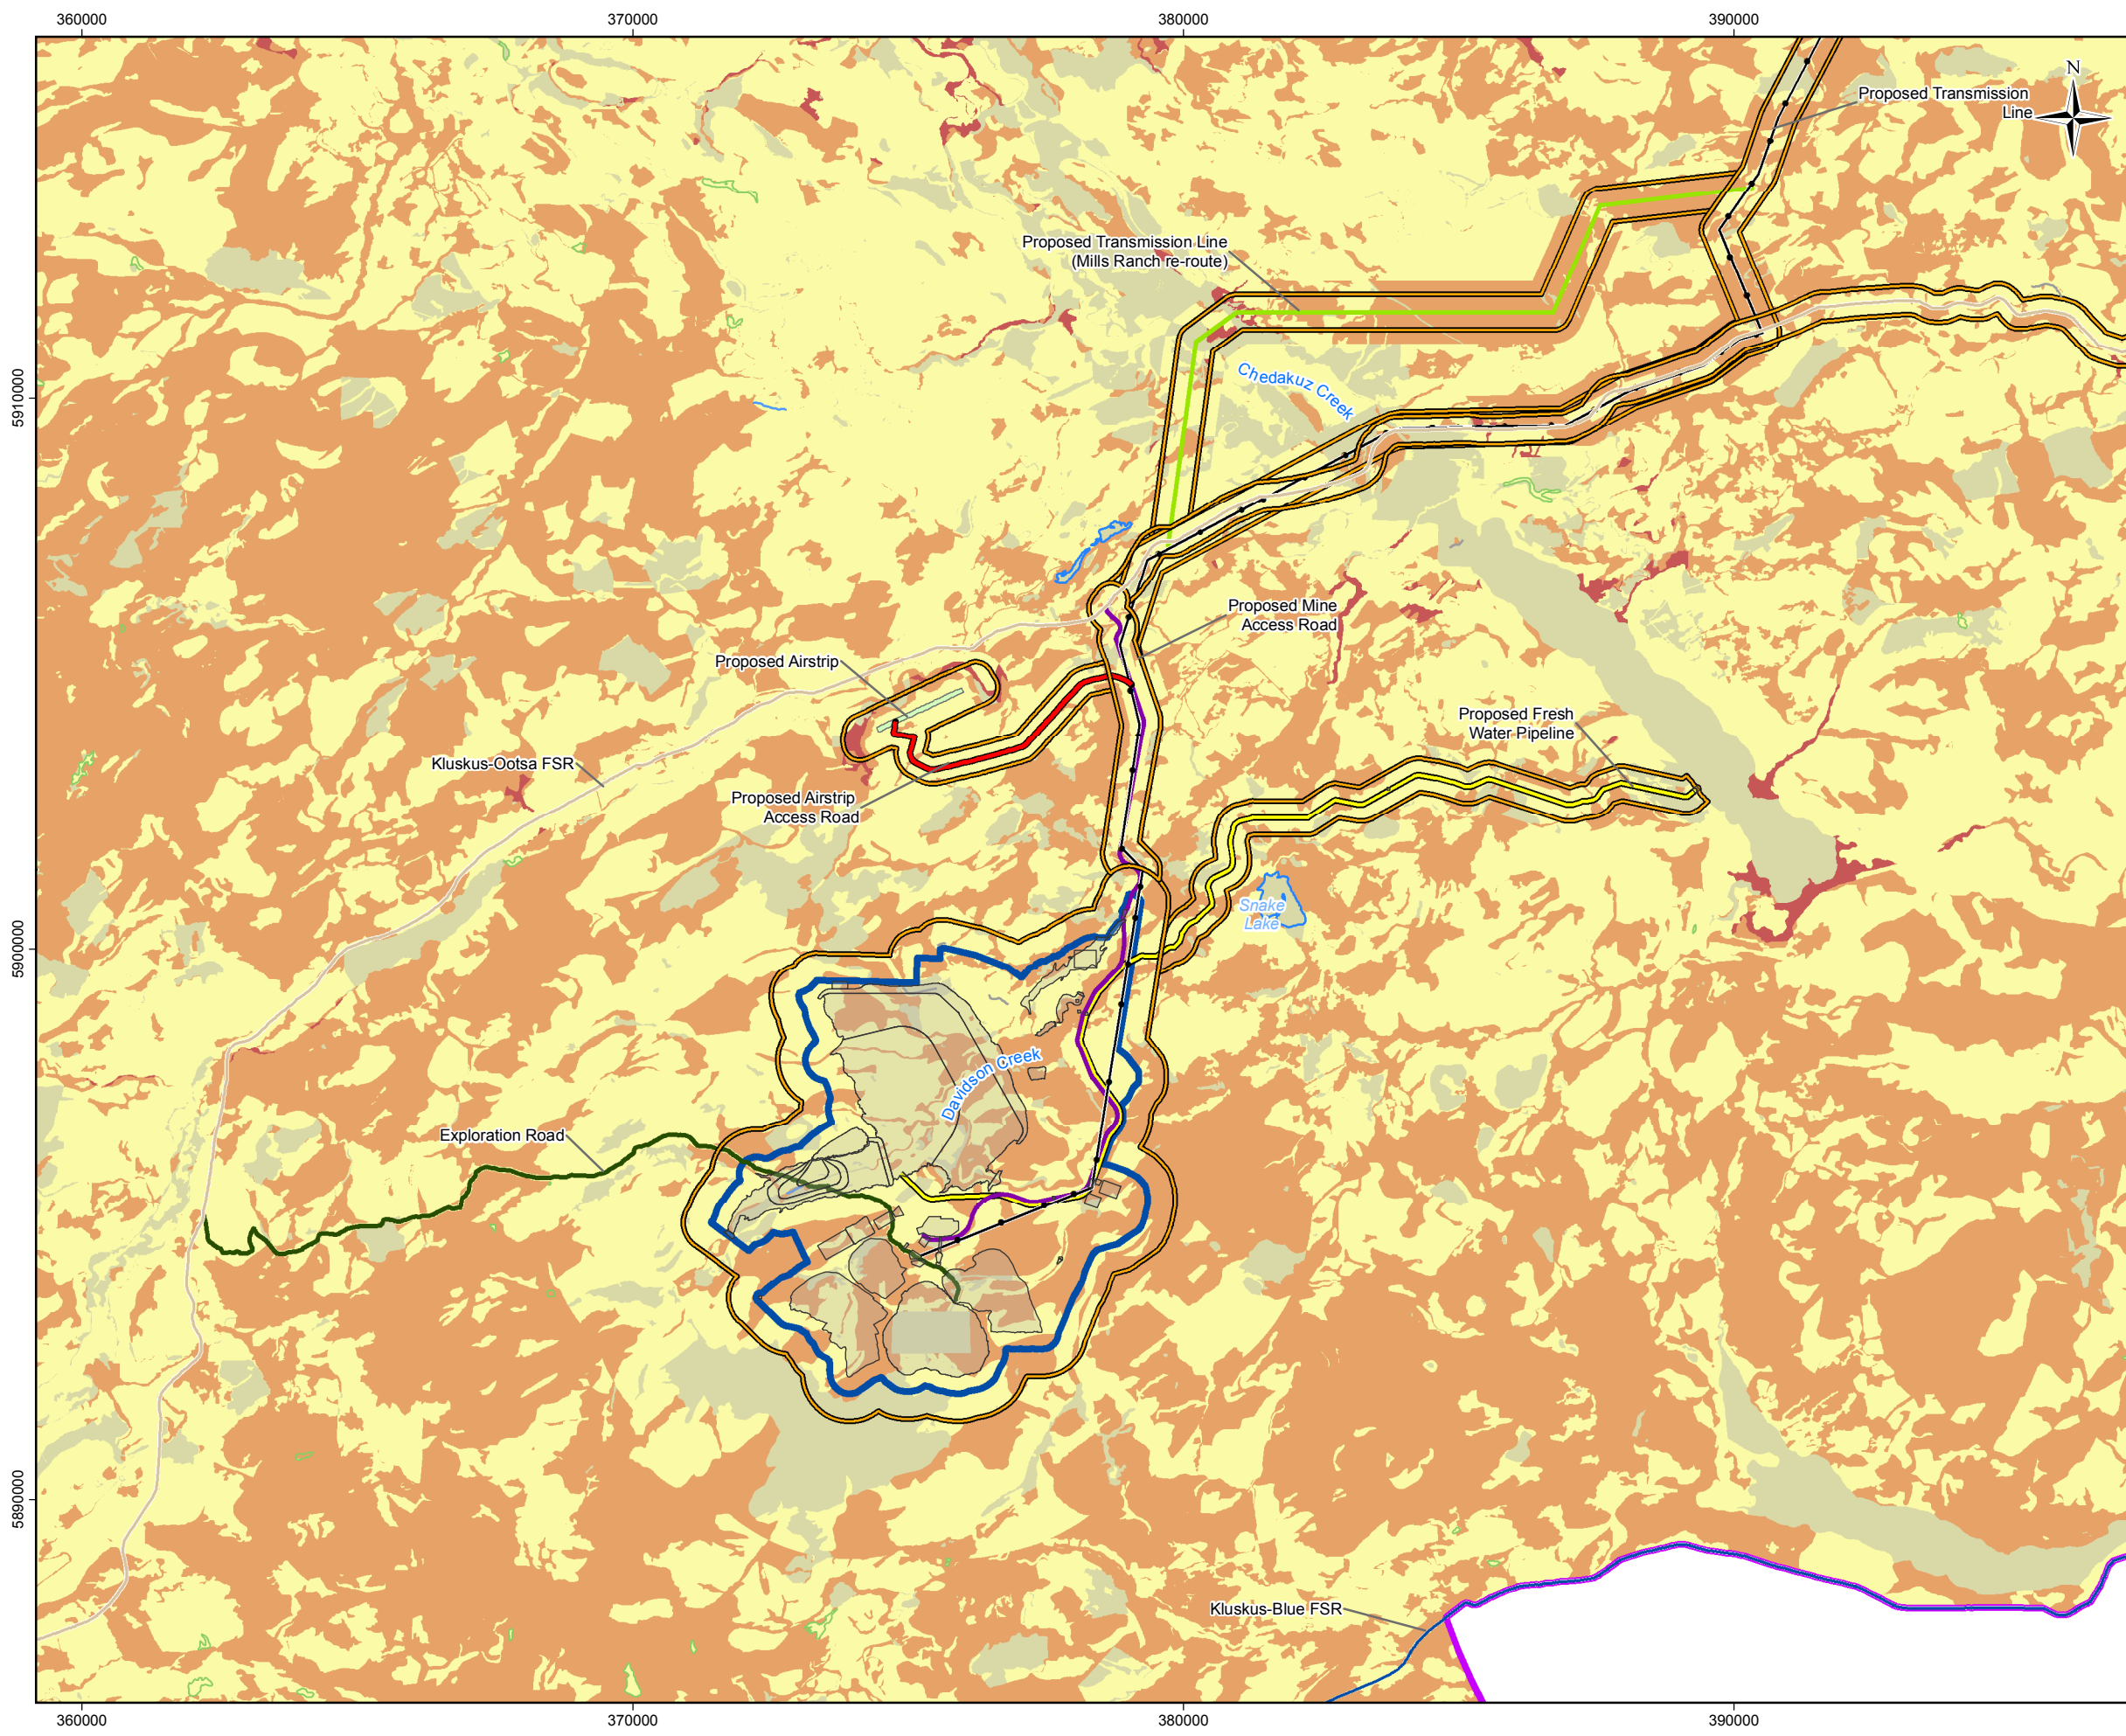 360000
370000
380000
390000
N
Proposed Transmission
Line
Proposed Transmission Line
(Mills Ranch re-route)
Chedakuz Creek
5910000
Proposed Mine
Access Road
Proposed Airstrip
Proposed Fresh
Water Pipeline
Kluskus-Ootsa FSR
Proposed Airstrip
Access Road
Snake
Lake
5900000
Davidson Creek
Exploration Road
5890000
Kluskus-Blue FSR
360000
370000
380000
390000